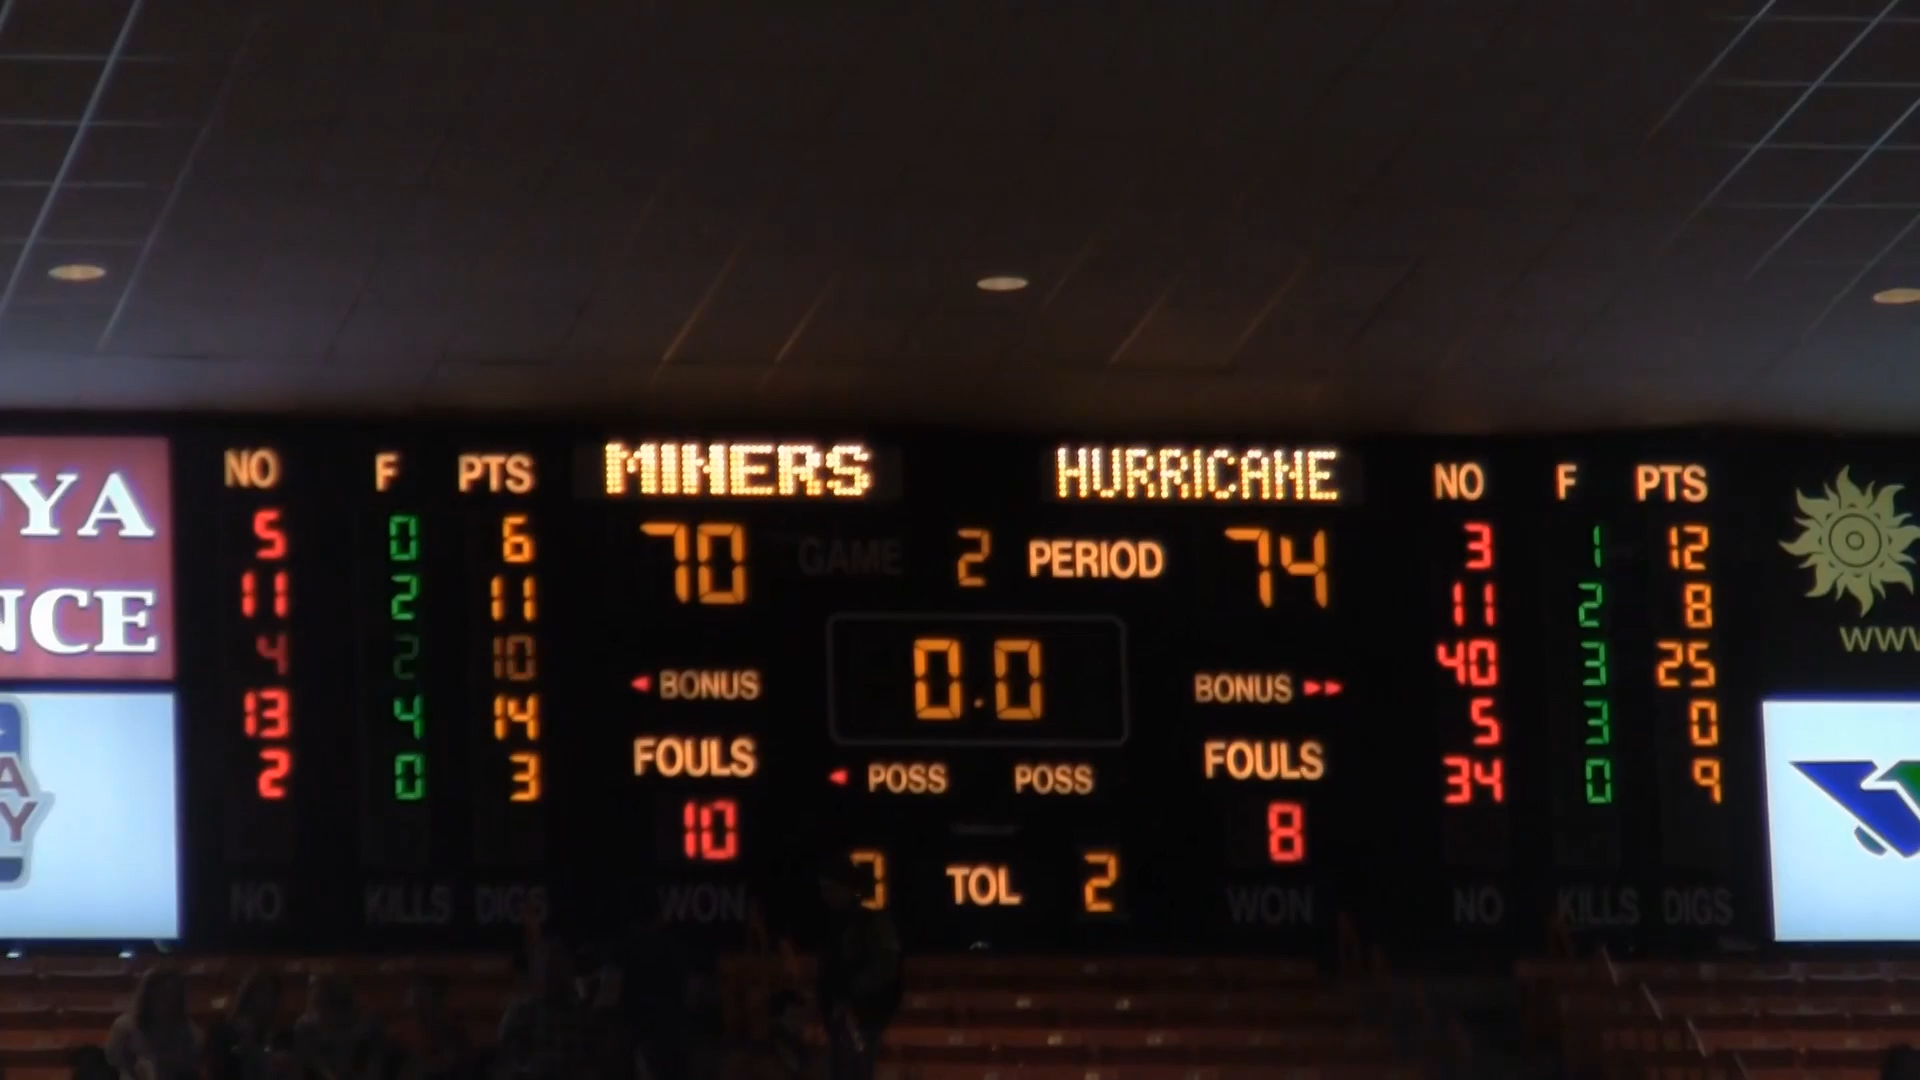 YA
NCE
A
Y
NO F PTS
5 0 6
11 2 11
4 2 10
13 4 14
2 0 3
NO KILLS DIGS
MINERS HURRICANE
70 GAME 2 PERIOD 74
0.0
BONUS BONUS
FOULS FOULS
POSS POSS
10 8
TOL 2
WON WON
NO F PTS
3 1 12
11 2 8
40 3 25
5 3 0
34 0 9
NO KILLS DIGS
WWW